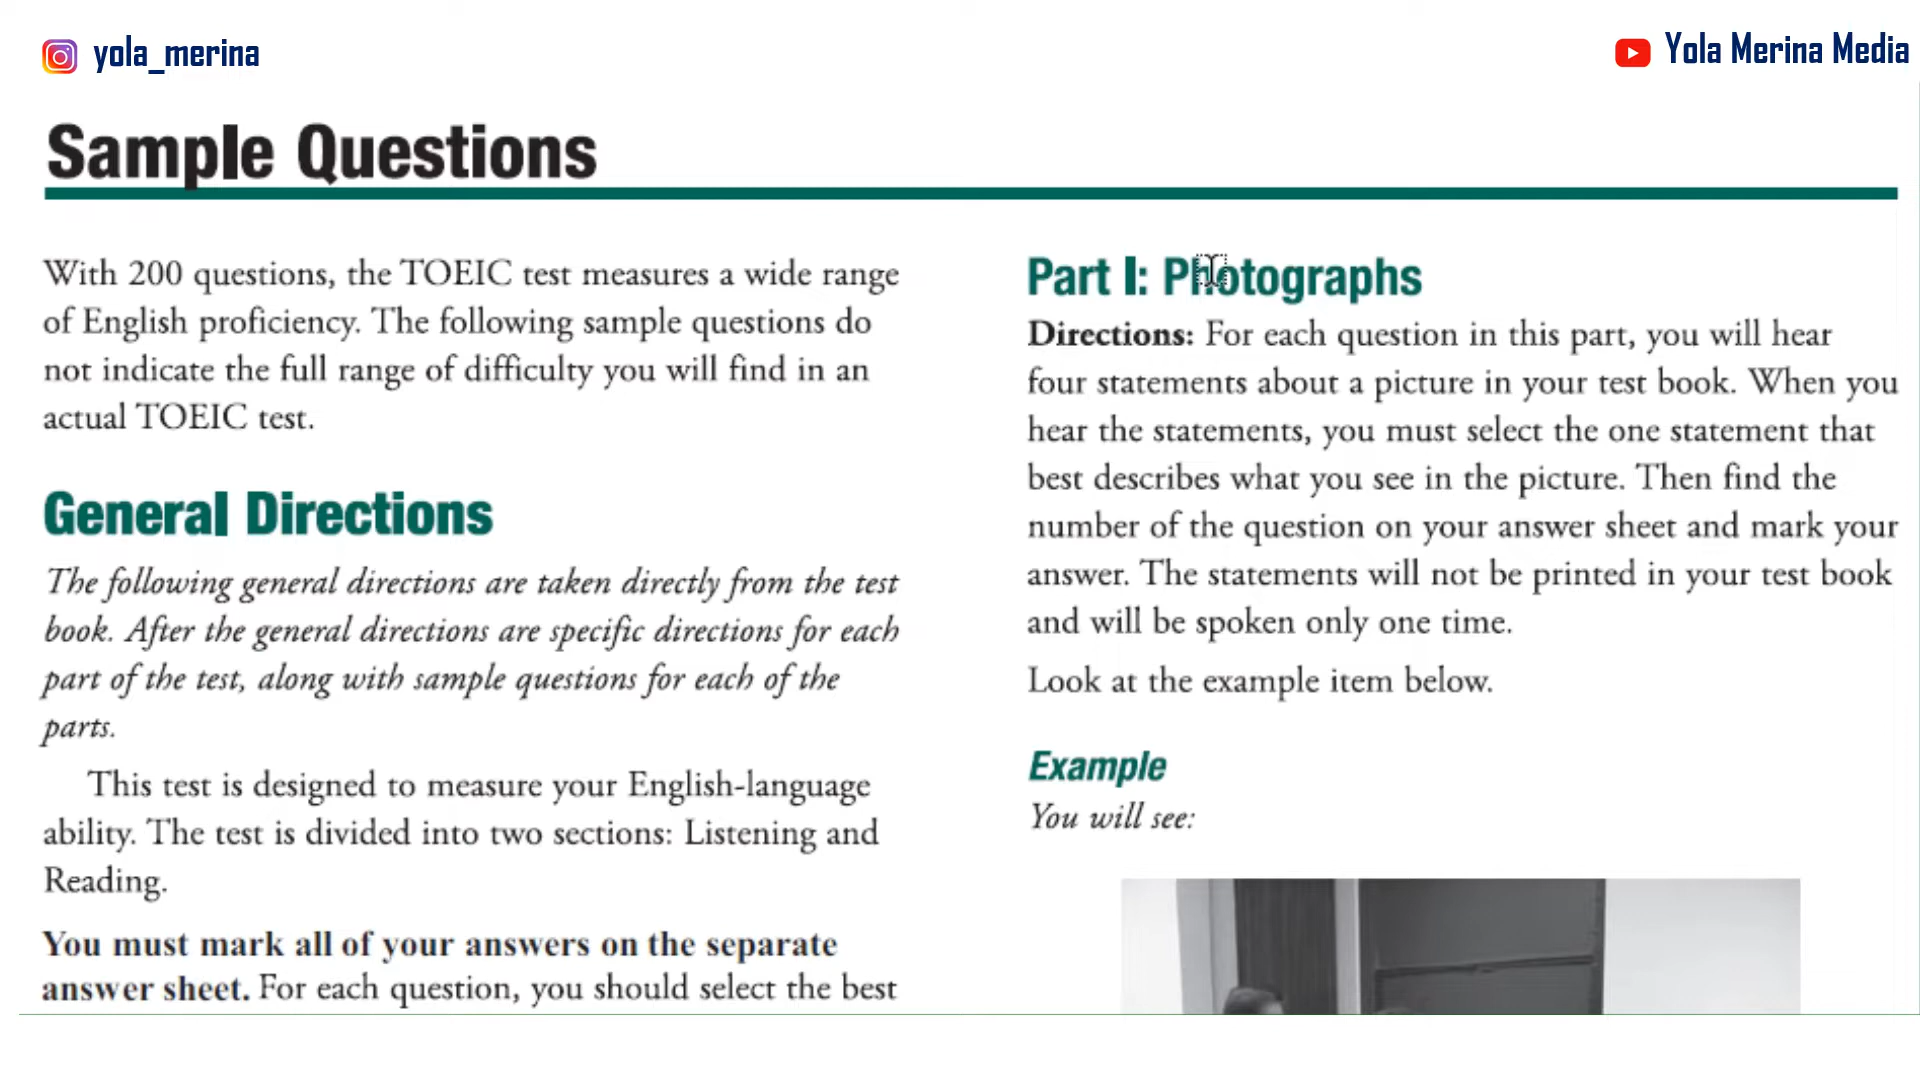 yola_merina
Yola Merina Media
Sample Questions
With 200 questions, the TOEIC test measures a wide range
of English proficiency. The following sample questions do
not indicate the full range of difficulty you will find in an
actual TOEIC test.
General Directions
The following general directions are taken directly from the test
book. After the general directions are specific directions for each
part of the test, along with sample questions for each of the
parts.
This test is designed to measure your English-language
ability. The test is divided into two sections: Listening and
Reading.
You must mark all of your answers on the separate
answer sheet. For each question, you should select the best
Part I: Photographs
Directions: For each question in this part, you will hear
four statements about a picture in your test book. When you
hear the statements, you must select the one statement that
best describes what you see in the picture. Then find the
number of the question on your answer sheet and mark your
answer. The statements will not be printed in your test book
and will be spoken only one time.
Look at the example item below.
Example
You will see: